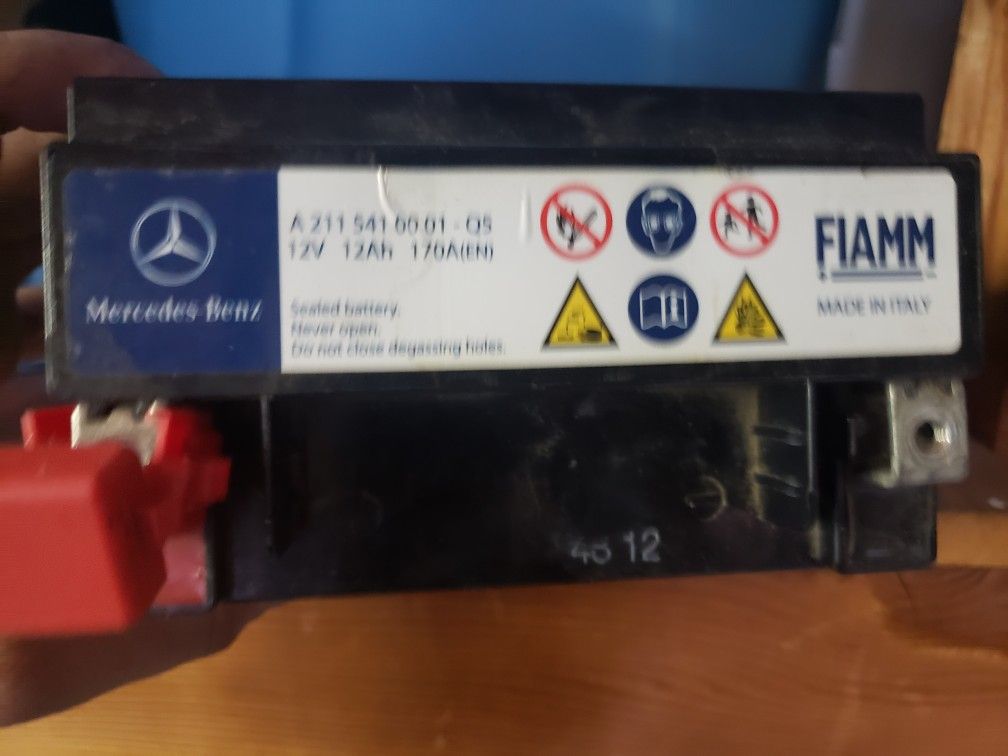 Mercedes-Benz
A 211 541 00 01 - Q5
12V 12Ah 170A(EN)
Sealed battery.
Never open.
Do not close degassing holes.
FIAMM
MADE IN ITALY
46 12